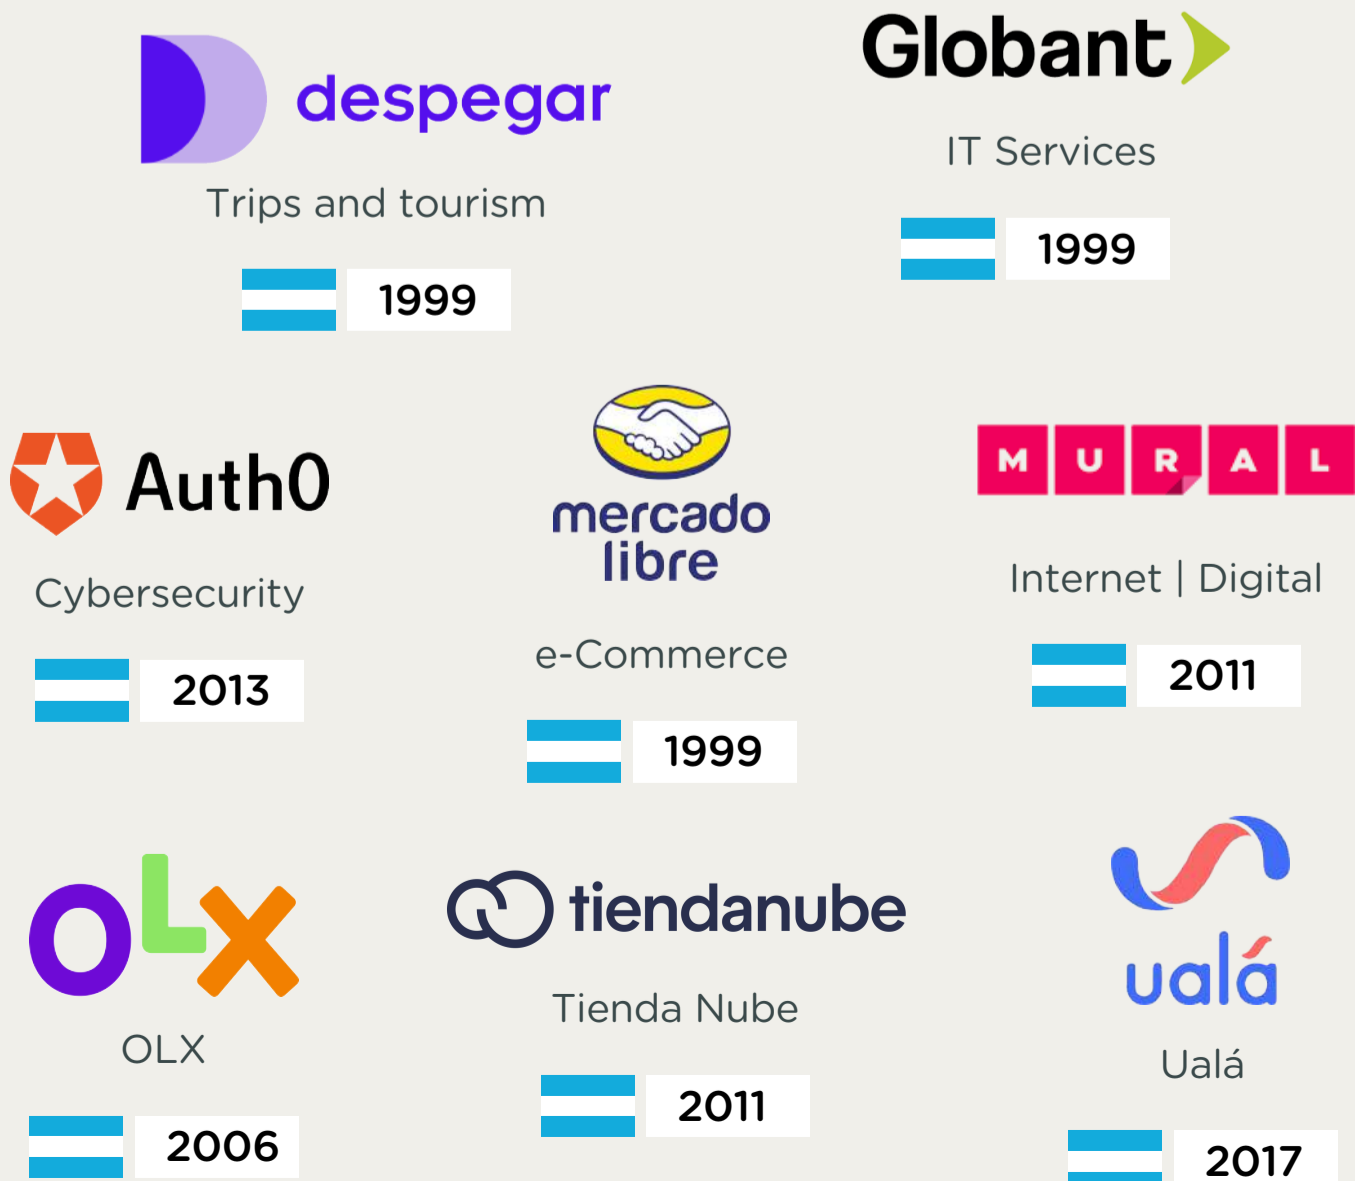 despegar
Trips and tourism
1999
Globant
IT Services
1999
Auth0
Cybersecurity
2013
mercado
libre
e-Commerce
1999
MURAL
Internet | Digital
2011
OLX
OLX
2006
tiendanube
Tienda Nube
2011
ualá
Ualá
2017